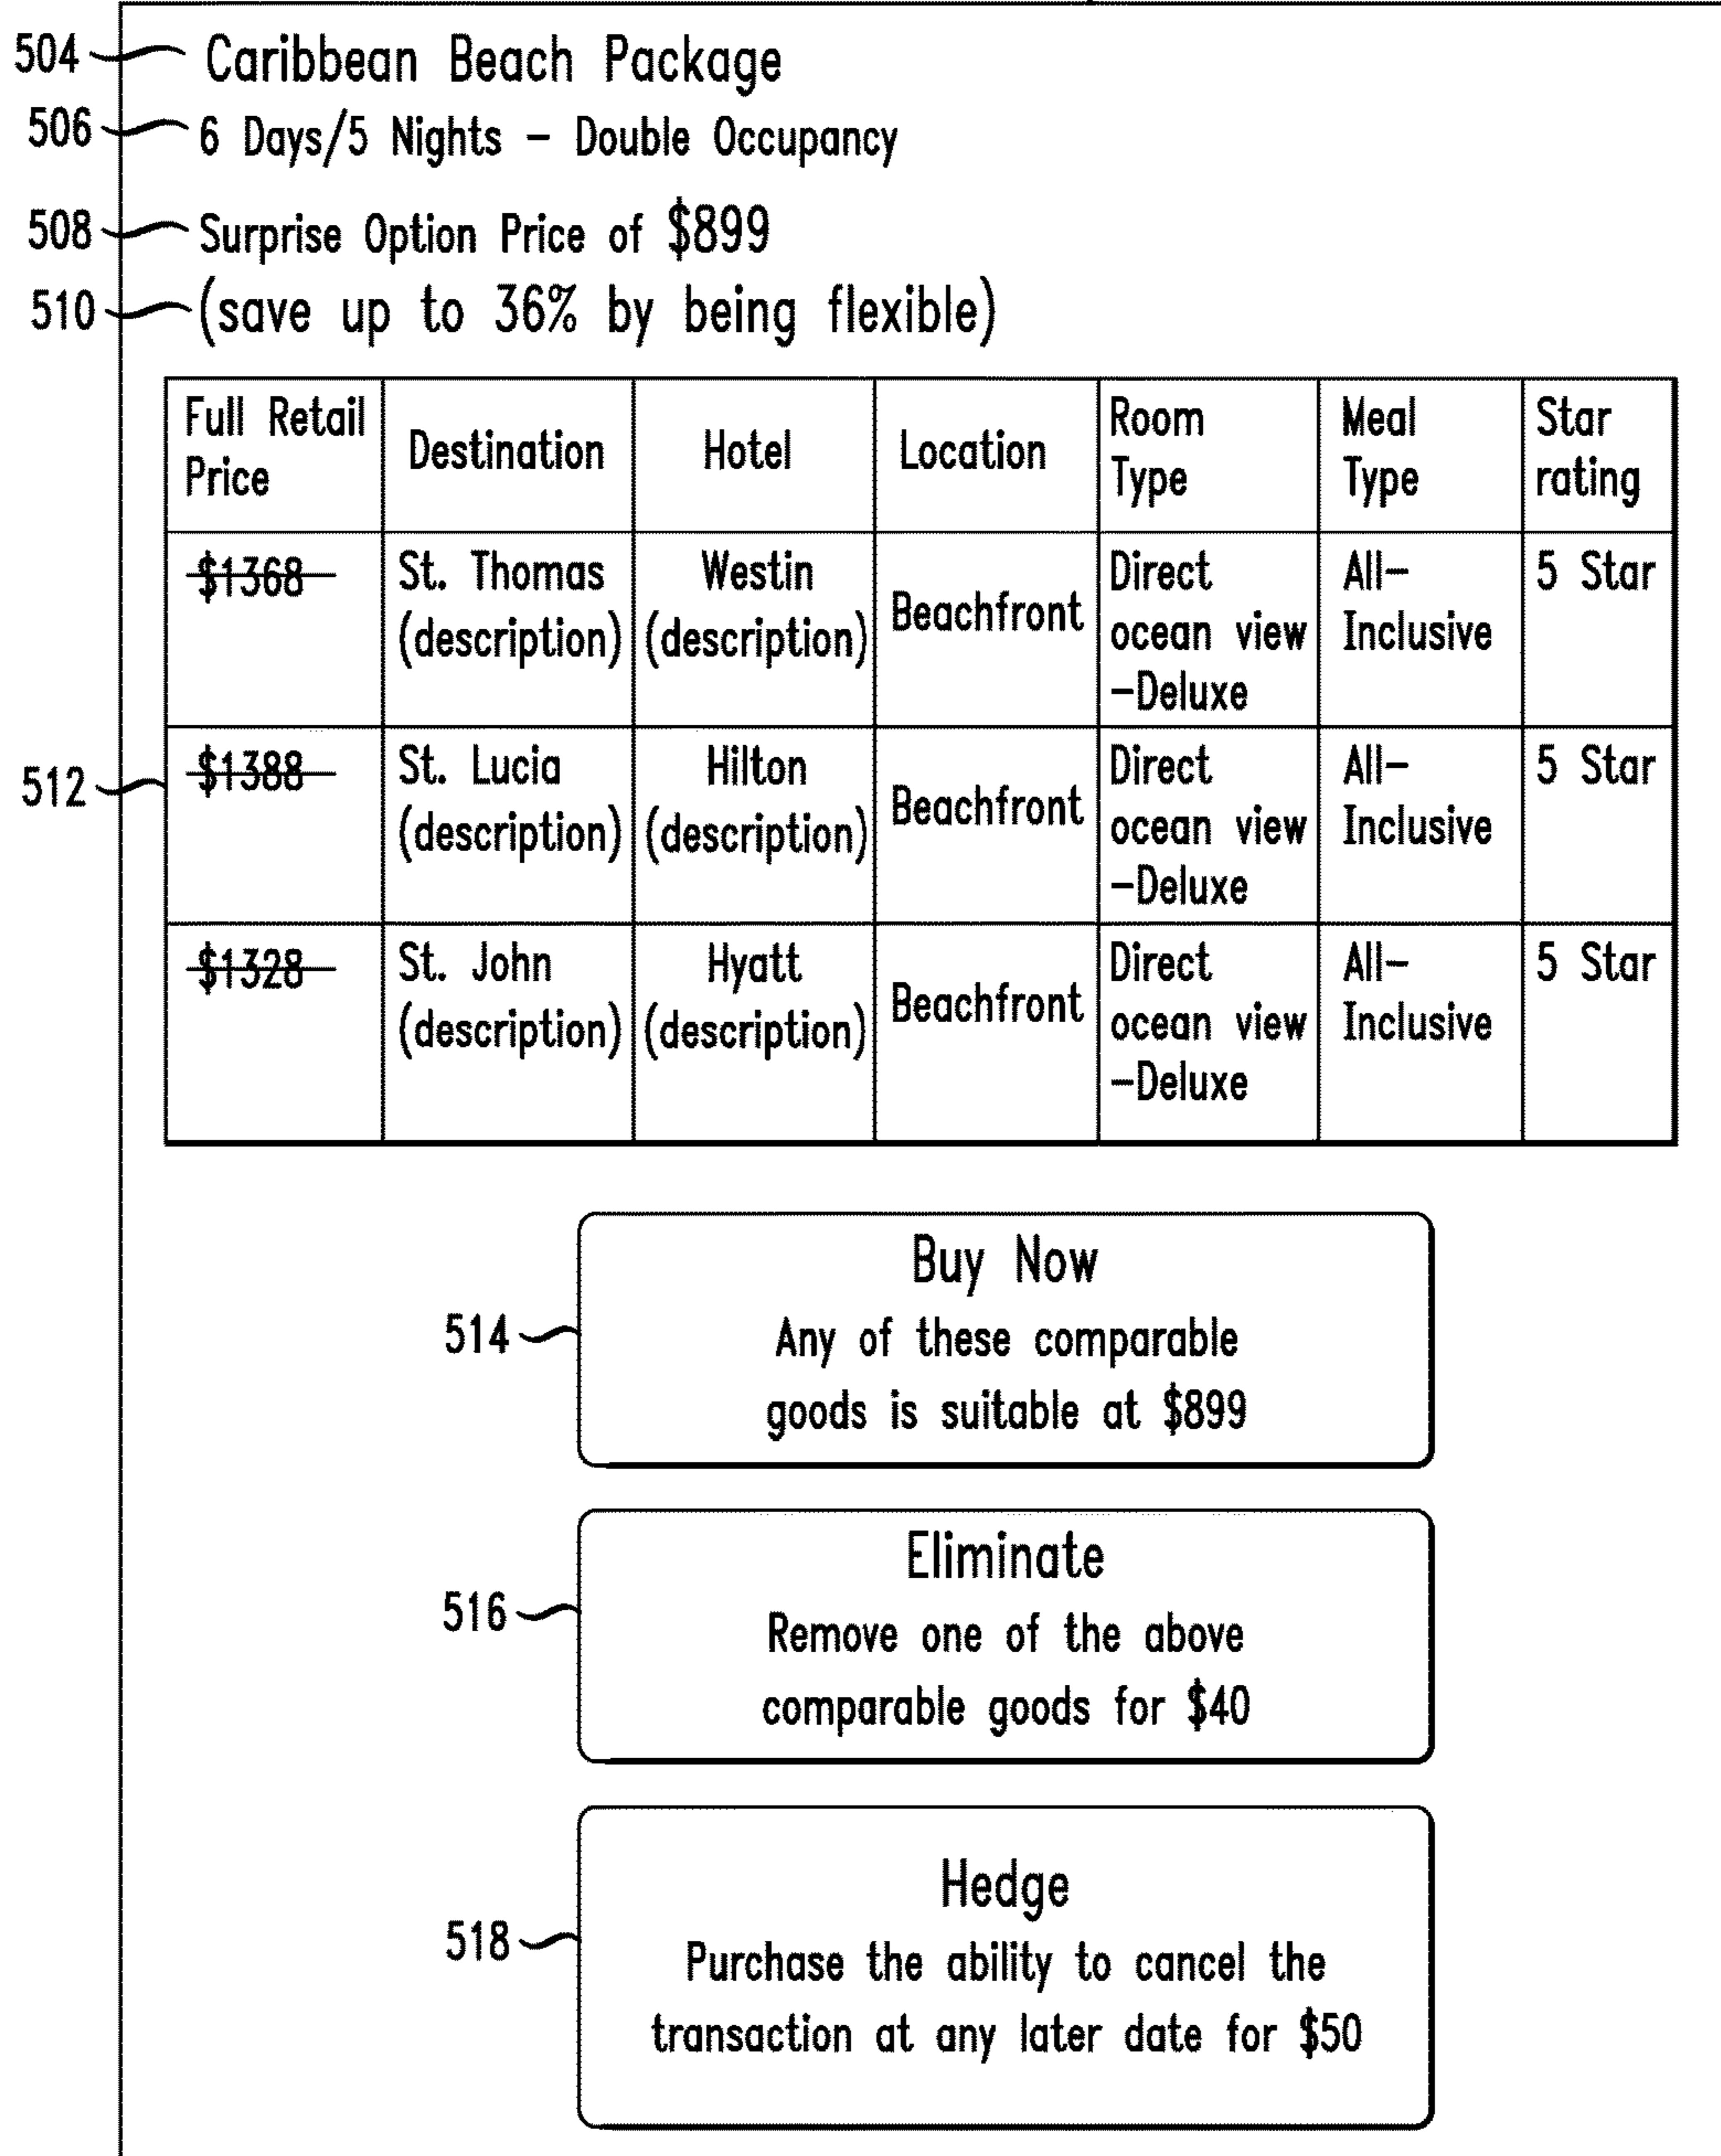 504 Caribbean Beach Package
506 6 Days/5 Nights – Double Occupancy
508 Surprise Option Price of $899
510 (save up to 36% by being flexible)
Full Retail Price Destination Hotel Location Room Type Meal Type Star rating
$1368 St. Thomas (description) Westin (description) Beachfront Direct ocean view –Deluxe All–Inclusive 5 Star
512 $1388 St. Lucia (description) Hilton (description) Beachfront Direct ocean view –Deluxe All–Inclusive 5 Star
$1328 St. John (description) Hyatt (description) Beachfront Direct ocean view –Deluxe All–Inclusive 5 Star
Buy Now
514 Any of these comparable
goods is suitable at $899
Eliminate
516 Remove one of the above
comparable goods for $40
Hedge
518 Purchase the ability to cancel the
transaction at any later date for $50